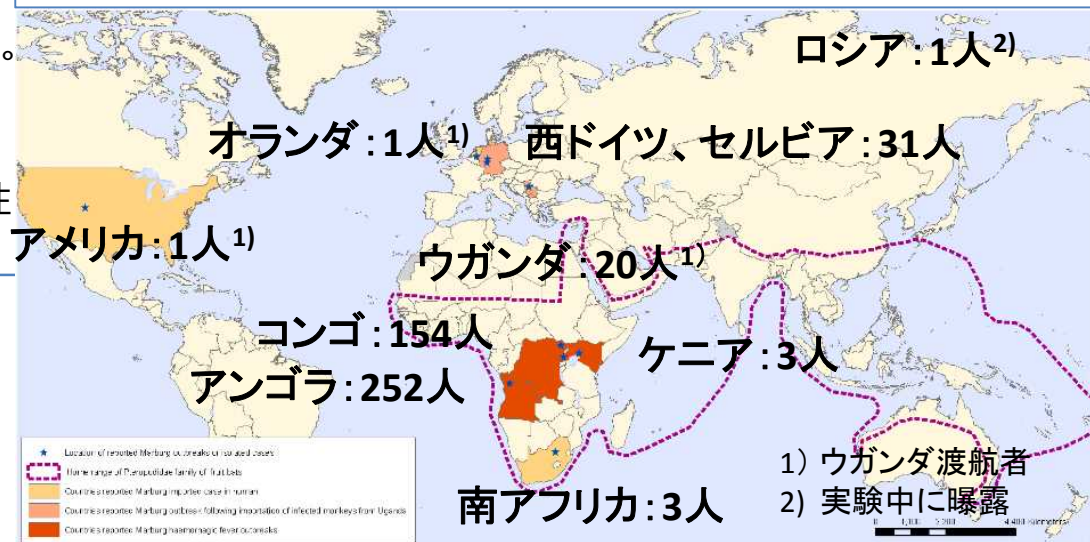 。
ロシア：1人2)
オランダ：1人1)
西ドイツ、セルビア：31人
アメリカ：1人1)
ウガンダ：20人1)
コンゴ：154人
ケニア：3人
アンゴラ：252人
南アフリカ：3人
1) ウガンダ渡航者
2) 実験中に曝露
Location of reported Marburg outbreaks or isolated cases
Home range of Pteropodidae family of fruit bats
Countries reported Marburg imported case in human
Countries reported Marburg outbreak following importation of infected monkeys from Uganda
Countries reported Marburg haemorrhagic fever outbreaks